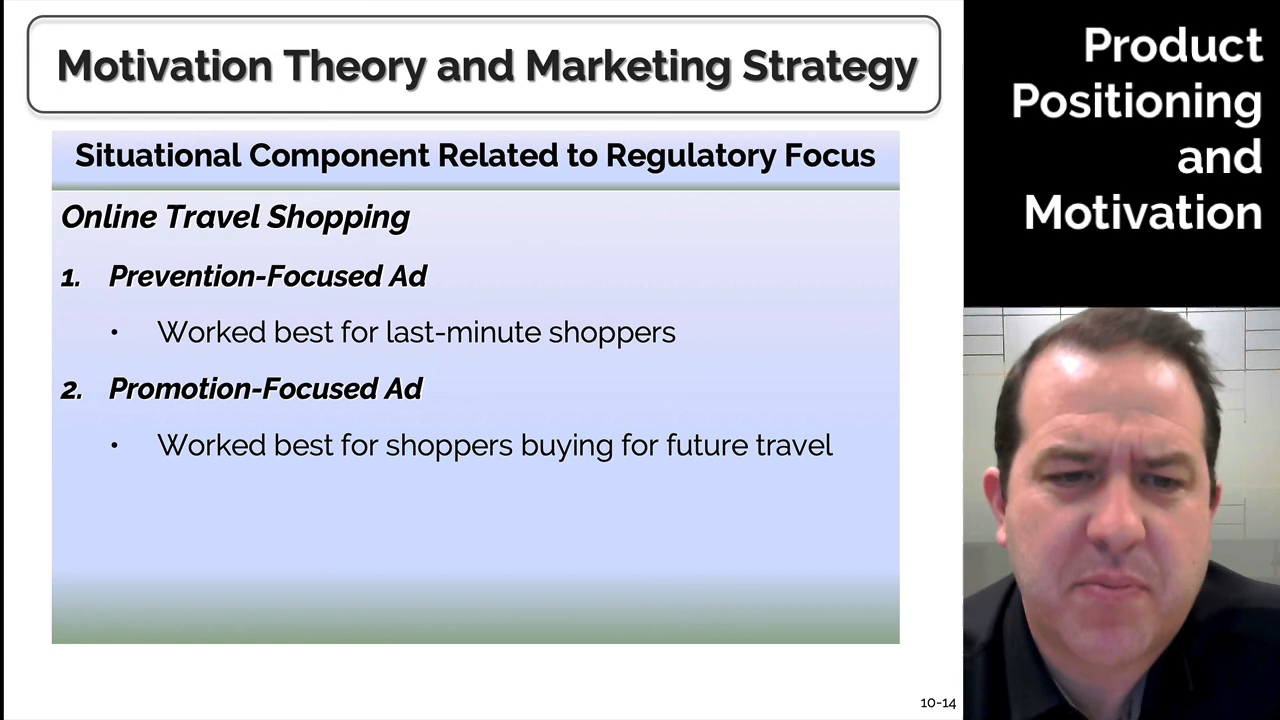 Motivation Theory and Marketing Strategy
Situational Component Related to Regulatory Focus
Online Travel Shopping
1. Prevention-Focused Ad
• Worked best for last-minute shoppers
2. Promotion-Focused Ad
• Worked best for shoppers buying for future travel
10-14
Product
Positioning
and
Motivation